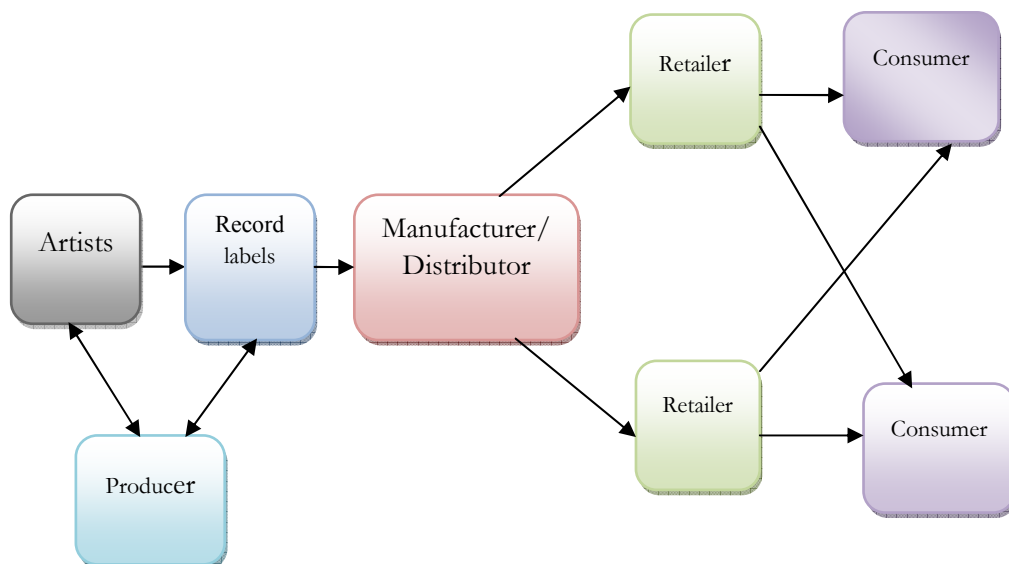 Retailer
Consumer
Artists
Record
labels
Manufacturer/
Distributor
Retailer
Consumer
Producer